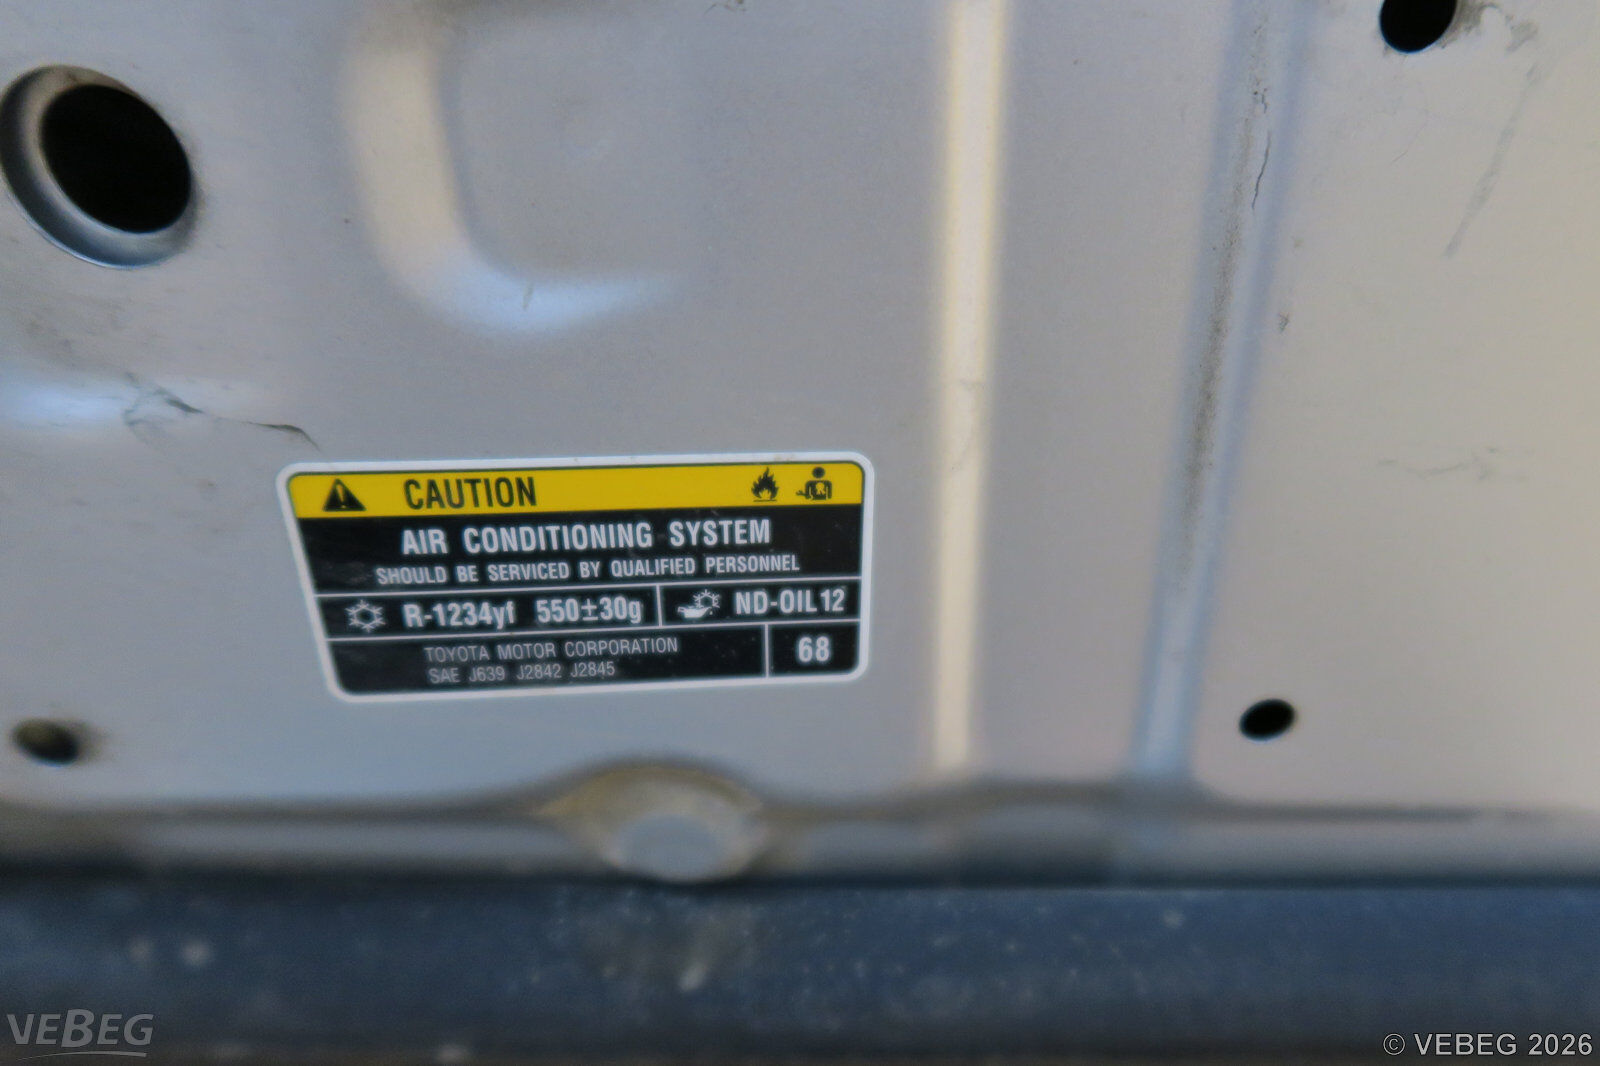 CAUTION
AIR CONDITIONING SYSTEM
SHOULD BE SERVICED BY QUALIFIED PERSONNEL
R-1234yf 550±30g ND-OIL12
TOYOTA MOTOR CORPORATION
SAE J639 J2842 J2845
68
VEBEG
© VEBEG 2026